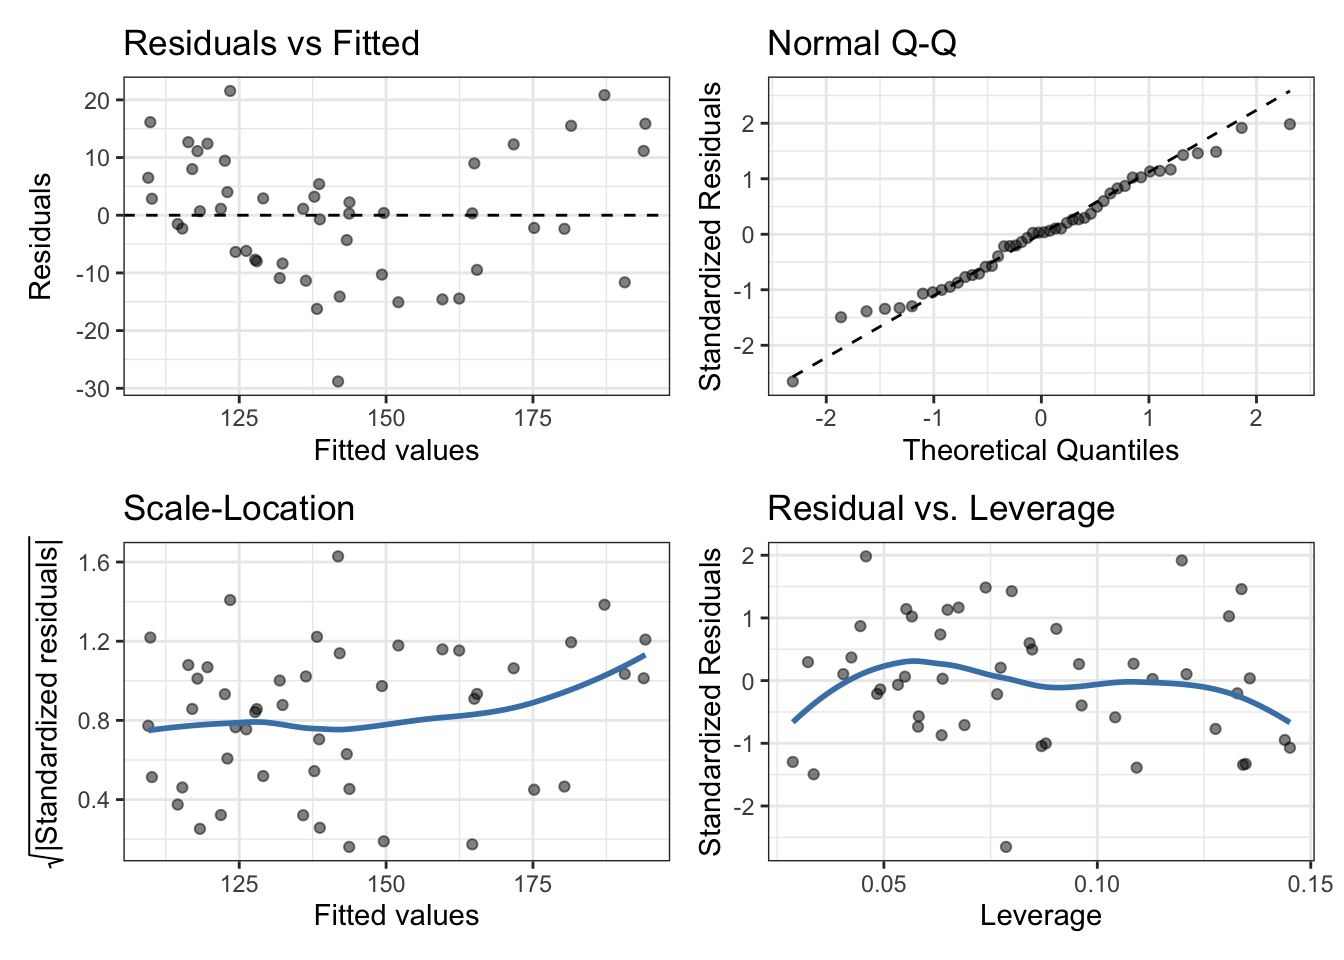 Residuals vs Fitted
Residuals
20
10
0
-10
-20
-30
125 150 175
Fitted values
Normal Q-Q
Standardized Residuals
2
1
0
-1
-2
-2 -1 0 1 2
Theoretical Quantiles
Scale-Location
√|Standardized residuals|
1.6
1.2
0.8
0.4
125 150 175
Fitted values
Residual vs. Leverage
Standardized Residuals
2
1
0
-1
-2
0.05 0.10 0.15
Leverage